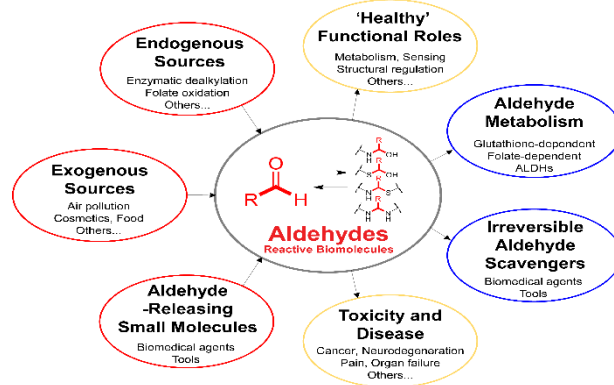 Endogenous
Sources
Enzymatic dealkylation
Folate oxidation
Others...
'Healthy'
Functional Roles
Metabolism, Sensing
Structural regulation
Others...
Aldehyde
Metabolism
Glutathione-dependent
Folate-dependent
ALDHs
Exogenous
Sources
Air pollution
Cosmetics, Food
Others...
O
R H
R
N OH
H
R
S OH
R
N S
H
R
N N
H H
Aldehydes
Reactive Biomolecules
Irreversible
Aldehyde
Scavengers
Biomedical agents
Tools
Aldehyde
-Releasing
Small Molecules
Biomedical agents
Tools
Toxicity and
Disease
Cancer, Neurodegeneration
Pain, Organ failure
Others...